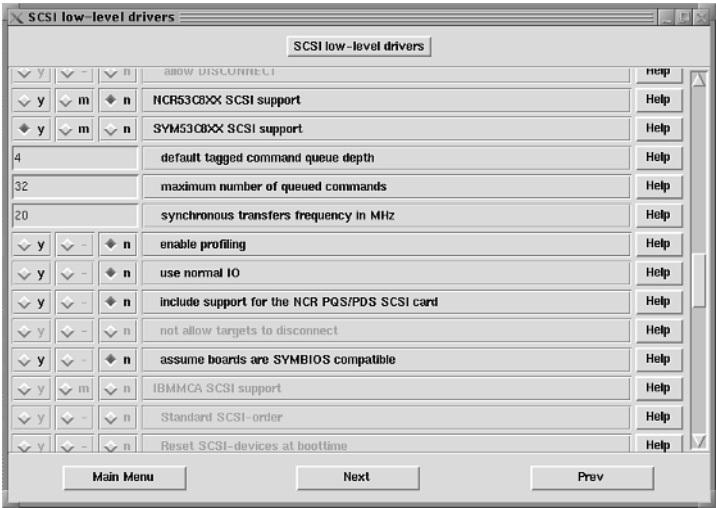 SCSI low-level drivers
SCSI low-level drivers
y - n allow DISCONNECT Help
y m n NCR53C8XX SCSI support Help
y m n SYM53C8XX SCSI support Help
4 default tagged command queue depth Help
32 maximum number of queued commands Help
20 synchronous transfers frequency in MHz Help
y - n enable profiling Help
y - n use normal IO Help
y - n include support for the NCR PQS/PDS SCSI card Help
y - n not allow targets to disconnect Help
y - n assume boards are SYMBIOS compatible Help
y m n IBMMCA SCSI support Help
y - n Standard SCSI-order Help
y - n Reset SCSI-devices at boottime Help
Main Menu Next Prev